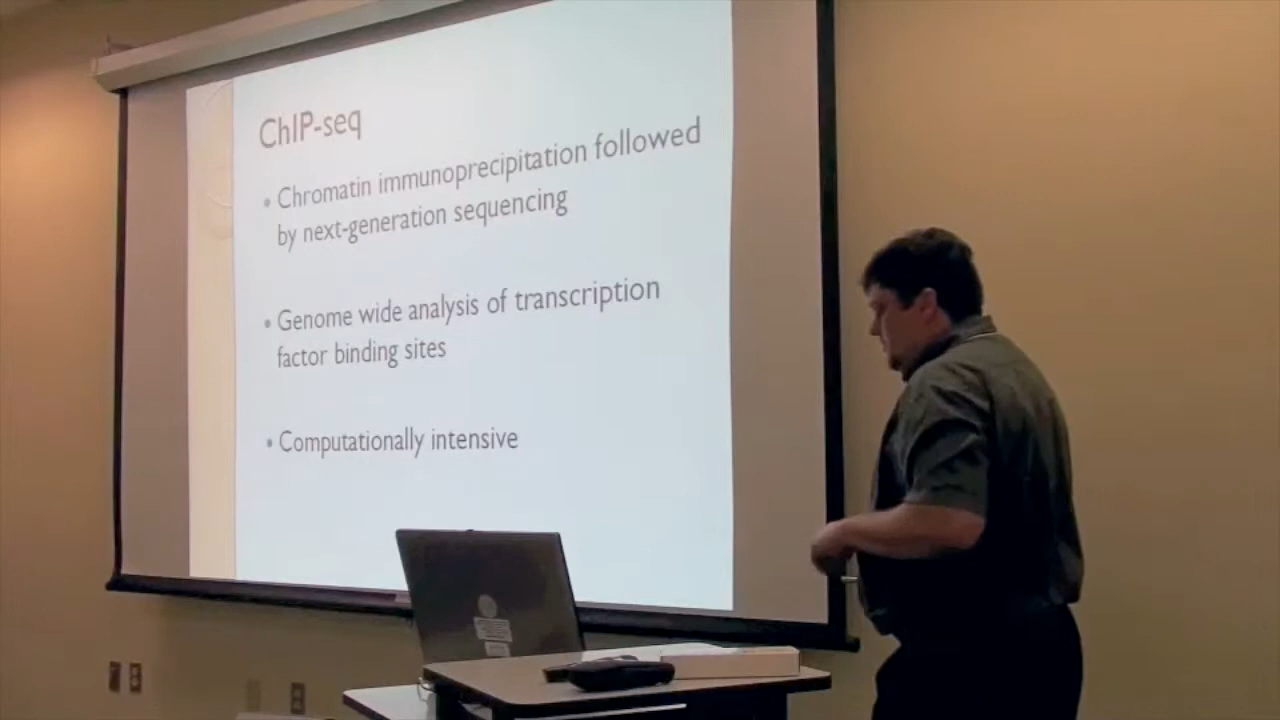 ChIP-seq
• Chromatin immunoprecipitation followed
by next-generation sequencing
• Genome wide analysis of transcription
factor binding sites
• Computationally intensive